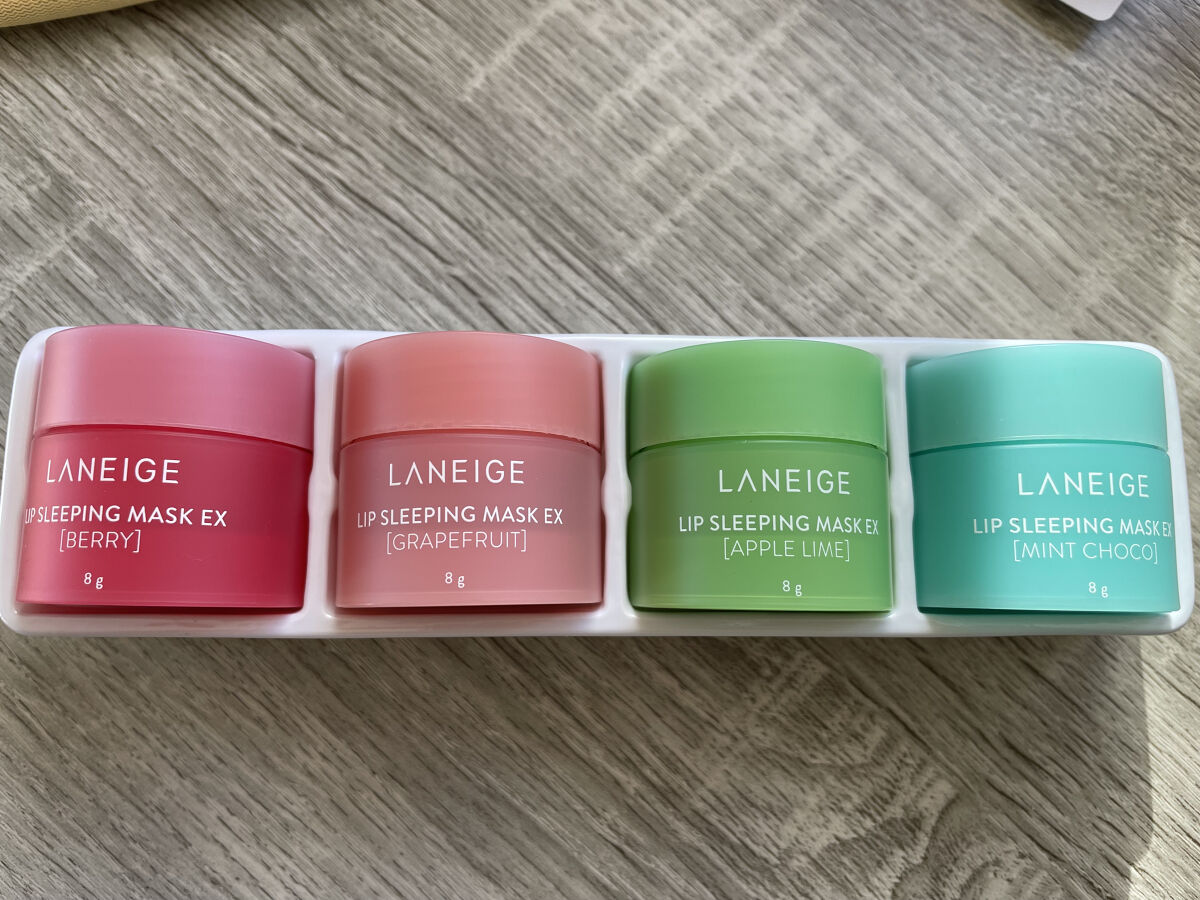 LANEIGE
LIP SLEEPING MASK EX
[BERRY]
8 g
LANEIGE
LIP SLEEPING MASK EX
[GRAPEFRUIT]
8 g
LANEIGE
LIP SLEEPING MASK EX
[APPLE LIME]
8 g
LANEIGE
LIP SLEEPING MASK EX
[MINT CHOCO]
8 g